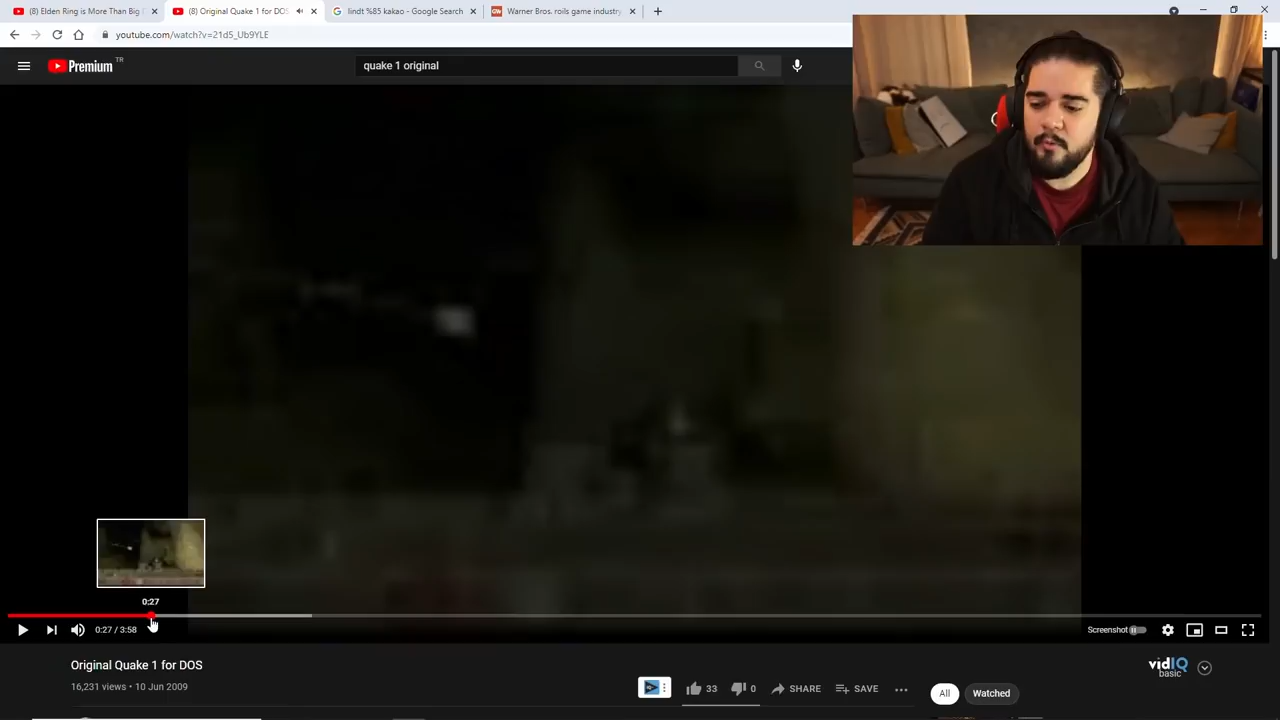 (8) Elden Ring is More Than Big
(8) Original Quake 1 for DOS
lindt %85 kakao - Google Search
GW
Warner Bros. roils game industry
youtube.com/watch?v=21dS_Ub9YLE
Premium TR
quake 1 original
0:27
0:27 / 3:58
Screenshot
Original Quake 1 for DOS
16,231 views • 10 Jun 2009
33
0
SHARE
SAVE
vidIQ
basic
All
Watched